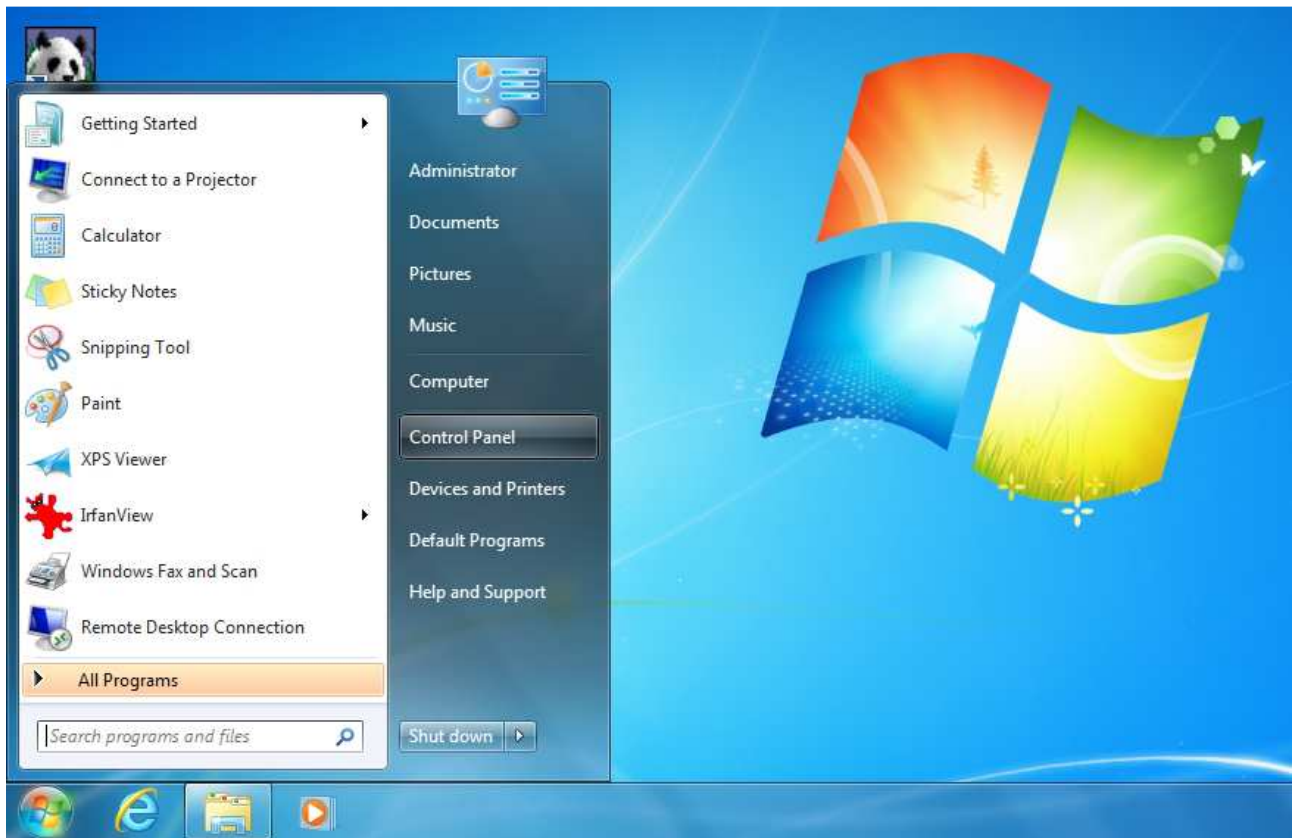 Getting Started
Connect to a Projector
Calculator
Sticky Notes
Snipping Tool
Paint
XPS Viewer
IrfanView
Windows Fax and Scan
Remote Desktop Connection
All Programs
Search programs and files
Administrator
Documents
Pictures
Music
Computer
Control Panel
Devices and Printers
Default Programs
Help and Support
Shut down